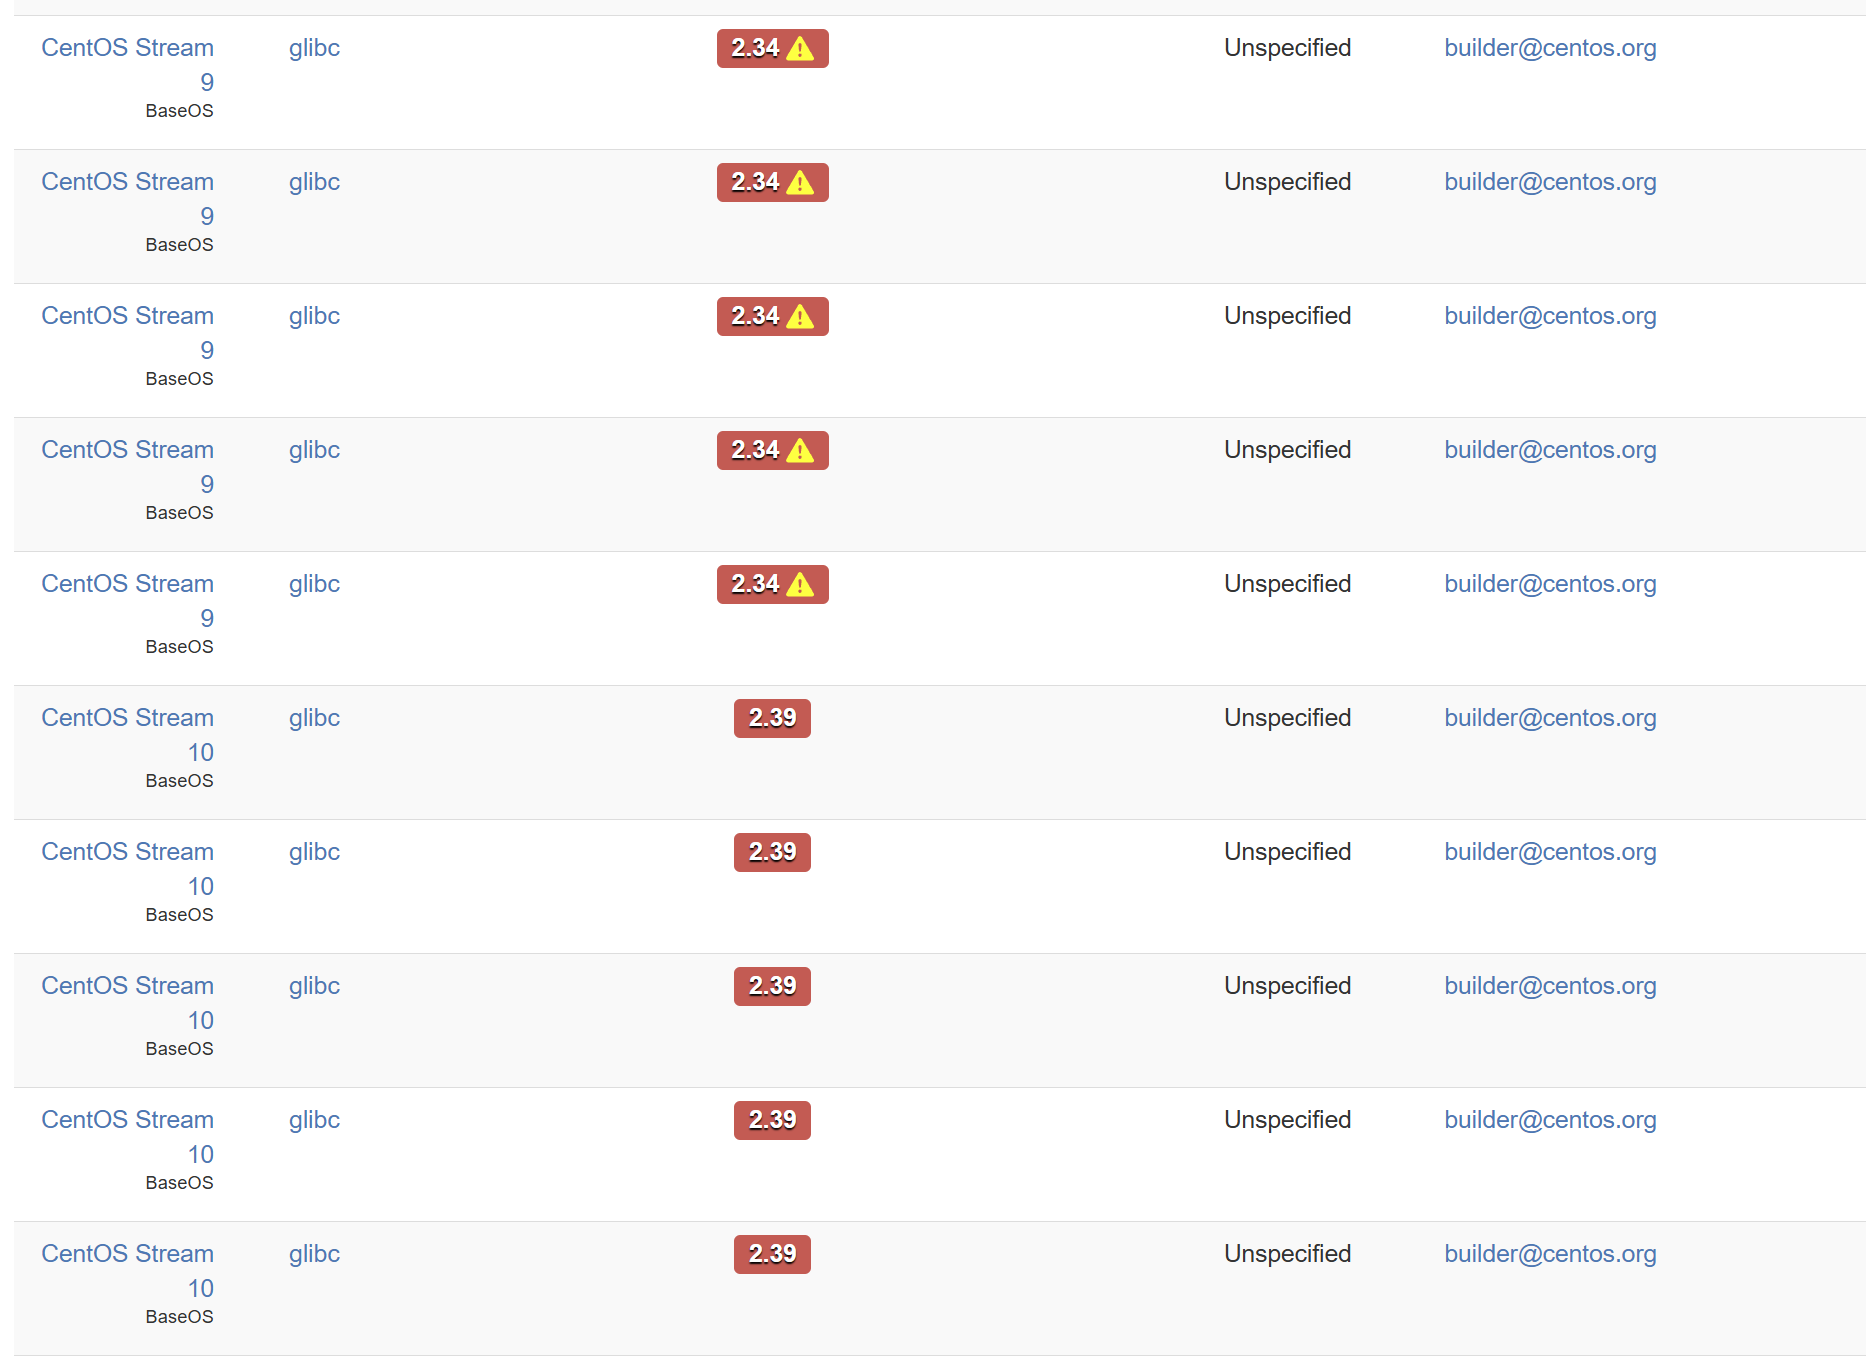 CentOS Stream glibc 2.34 Unspecified builder@centos.org
9
BaseOS
CentOS Stream glibc 2.34 Unspecified builder@centos.org
9
BaseOS
CentOS Stream glibc 2.34 Unspecified builder@centos.org
9
BaseOS
CentOS Stream glibc 2.34 Unspecified builder@centos.org
9
BaseOS
CentOS Stream glibc 2.34 Unspecified builder@centos.org
9
BaseOS
CentOS Stream glibc 2.39 Unspecified builder@centos.org
10
BaseOS
CentOS Stream glibc 2.39 Unspecified builder@centos.org
10
BaseOS
CentOS Stream glibc 2.39 Unspecified builder@centos.org
10
BaseOS
CentOS Stream glibc 2.39 Unspecified builder@centos.org
10
BaseOS
CentOS Stream glibc 2.39 Unspecified builder@centos.org
10
BaseOS